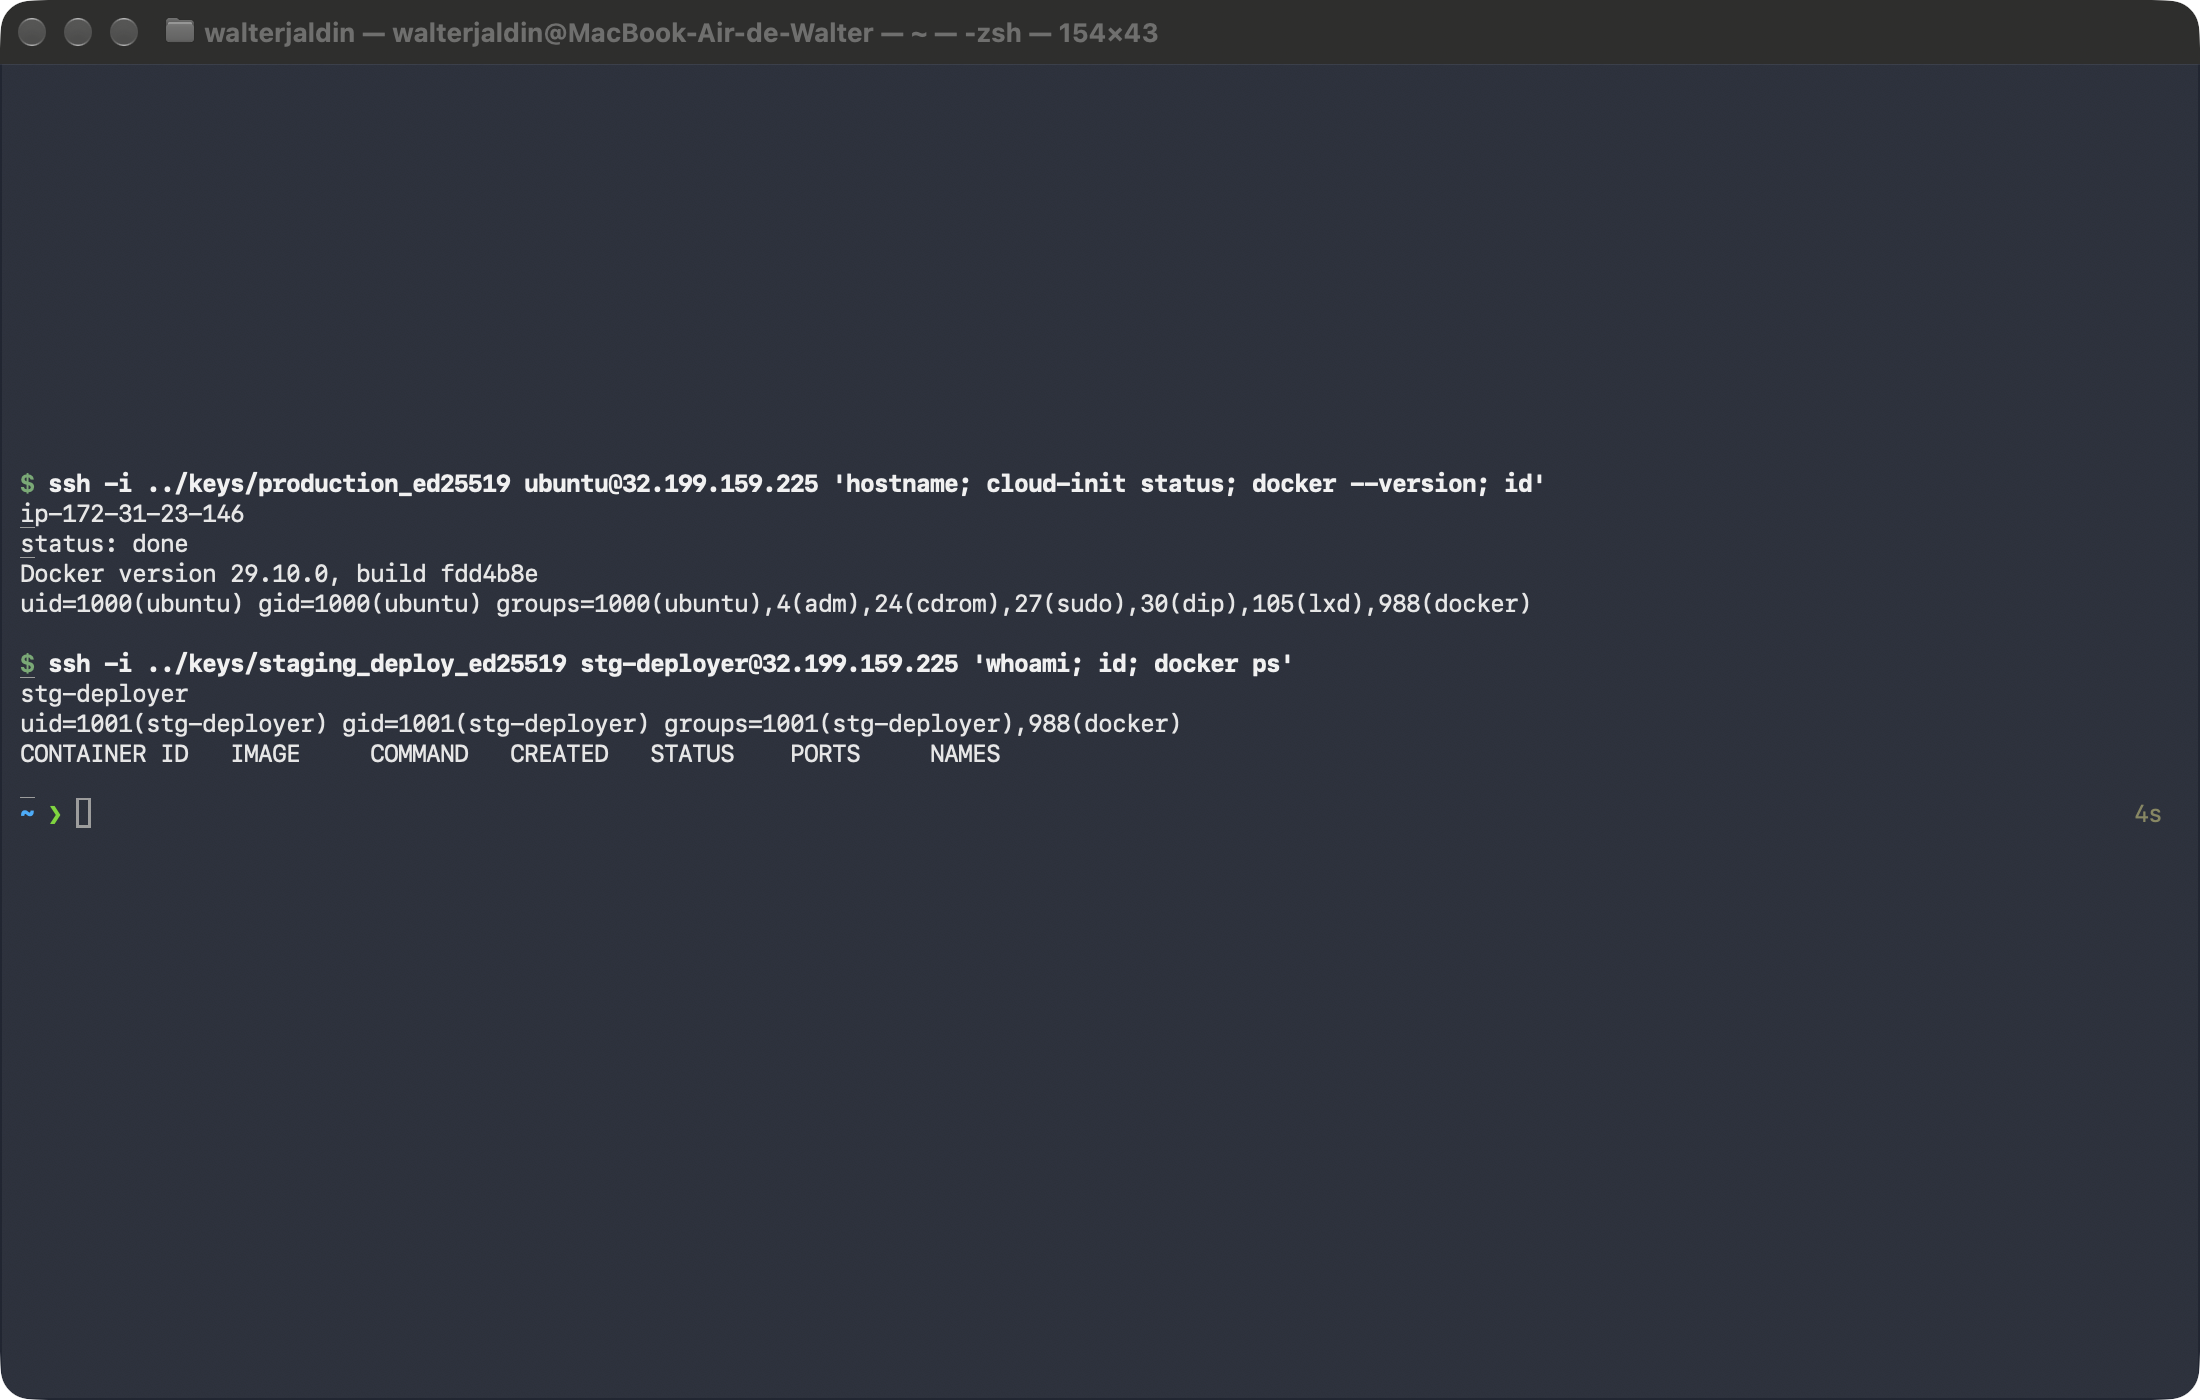 walterjaldin — walterjaldin@MacBook-Air-de-Walter — ~ — -zsh — 154×43
$ ssh -i ../keys/production_ed25519 ubuntu@32.199.159.225 'hostname; cloud-init status; docker --version; id'
ip-172-31-23-146
status: done
Docker version 29.10.0, build fdd4b8e
uid=1000(ubuntu) gid=1000(ubuntu) groups=1000(ubuntu),4(adm),24(cdrom),27(sudo),30(dip),105(lxd),988(docker)
$ ssh -i ../keys/staging_deploy_ed25519 stg-deployer@32.199.159.225 'whoami; id; docker ps'
stg-deployer
uid=1001(stg-deployer) gid=1001(stg-deployer) groups=1001(stg-deployer),988(docker)
CONTAINER ID   IMAGE     COMMAND   CREATED   STATUS    PORTS     NAMES
~ ❯ 4s